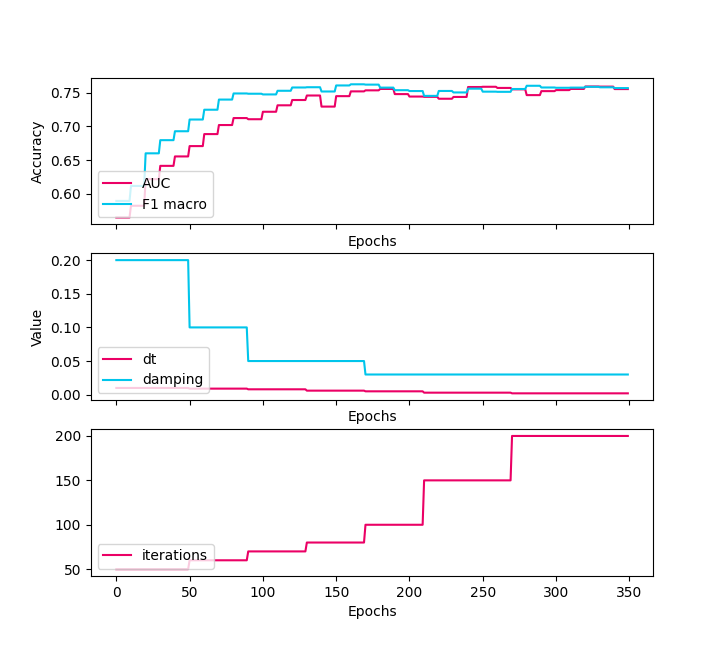 0.75
0.70
0.65
0.60
Accuracy
AUC
F1 macro
Epochs
0.20
0.15
0.10
0.05
0.00
Value
dt
damping
Epochs
200
150
100
50
iterations
0 50 100 150 200 250 300 350
Epochs